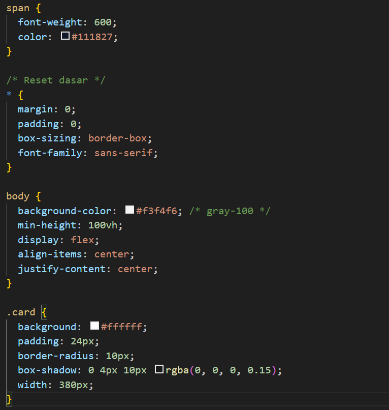 span {
  font-weight: 600;
  color: #111827;
}

/* Reset dasar */
* {
  margin: 0;
  padding: 0;
  box-sizing: border-box;
  font-family: sans-serif;
}

body {
  background-color: #f3f4f6; /* gray-100 */
  min-height: 100vh;
  display: flex;
  align-items: center;
  justify-content: center;
}

.card {
  background: #ffffff;
  padding: 24px;
  border-radius: 10px;
  box-shadow: 0 4px 10px rgba(0, 0, 0, 0.15);
  width: 380px;
}